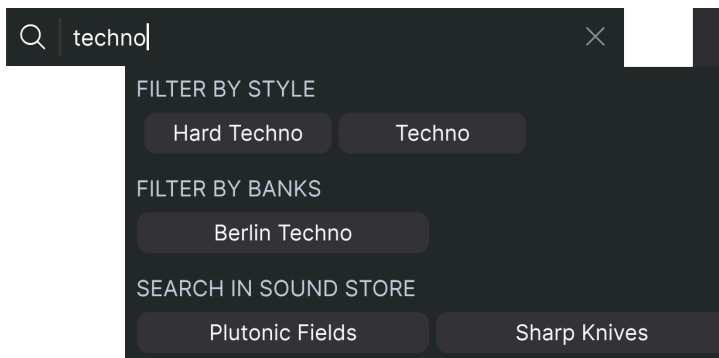 techno
FILTER BY STYLE
Hard Techno Techno
FILTER BY BANKS
Berlin Techno
SEARCH IN SOUND STORE
Plutonic Fields Sharp Knives